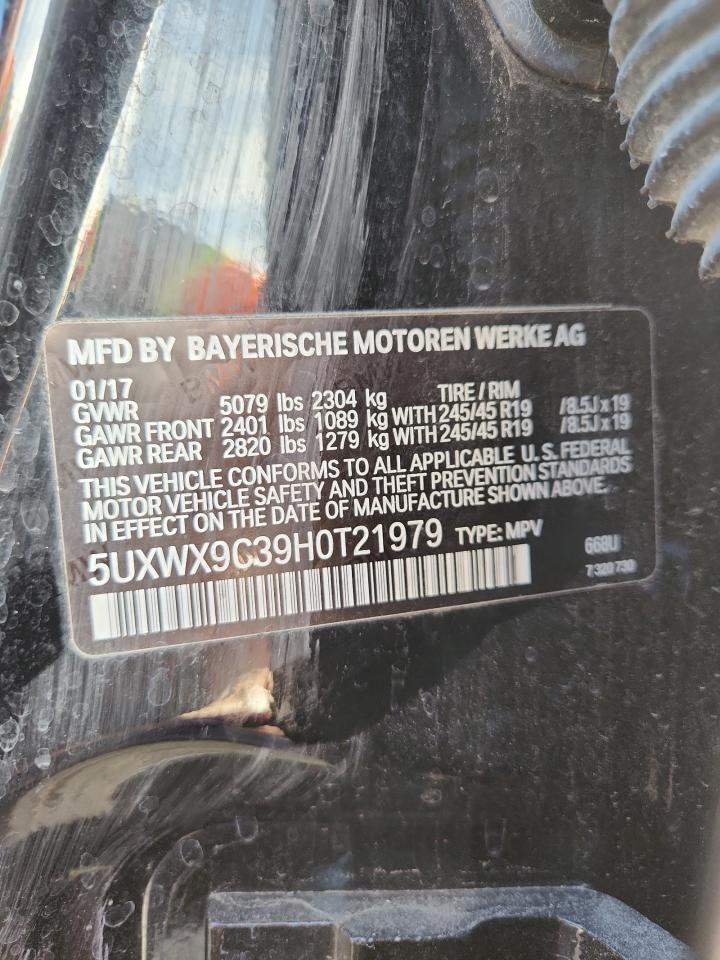 MFD BY BAYERISCHE MOTOREN WERKE AG
01/17 TIRE / RIM
GVWR 5079 lbs 2304 kg
GAWR FRONT 2401 lbs 1089 kg WITH 245/45 R19 /8.5J x 19
GAWR REAR 2820 lbs 1279 kg WITH 245/45 R19 /8.5J x 19
THIS VEHICLE CONFORMS TO ALL APPLICABLE U.S. FEDERAL
MOTOR VEHICLE SAFETY AND THEFT PREVENTION STANDARDS
IN EFFECT ON THE DATE OF MANUFACTURE SHOWN ABOVE.
5UXWX9C39H0T21979 TYPE: MPV 668U
7 320 790